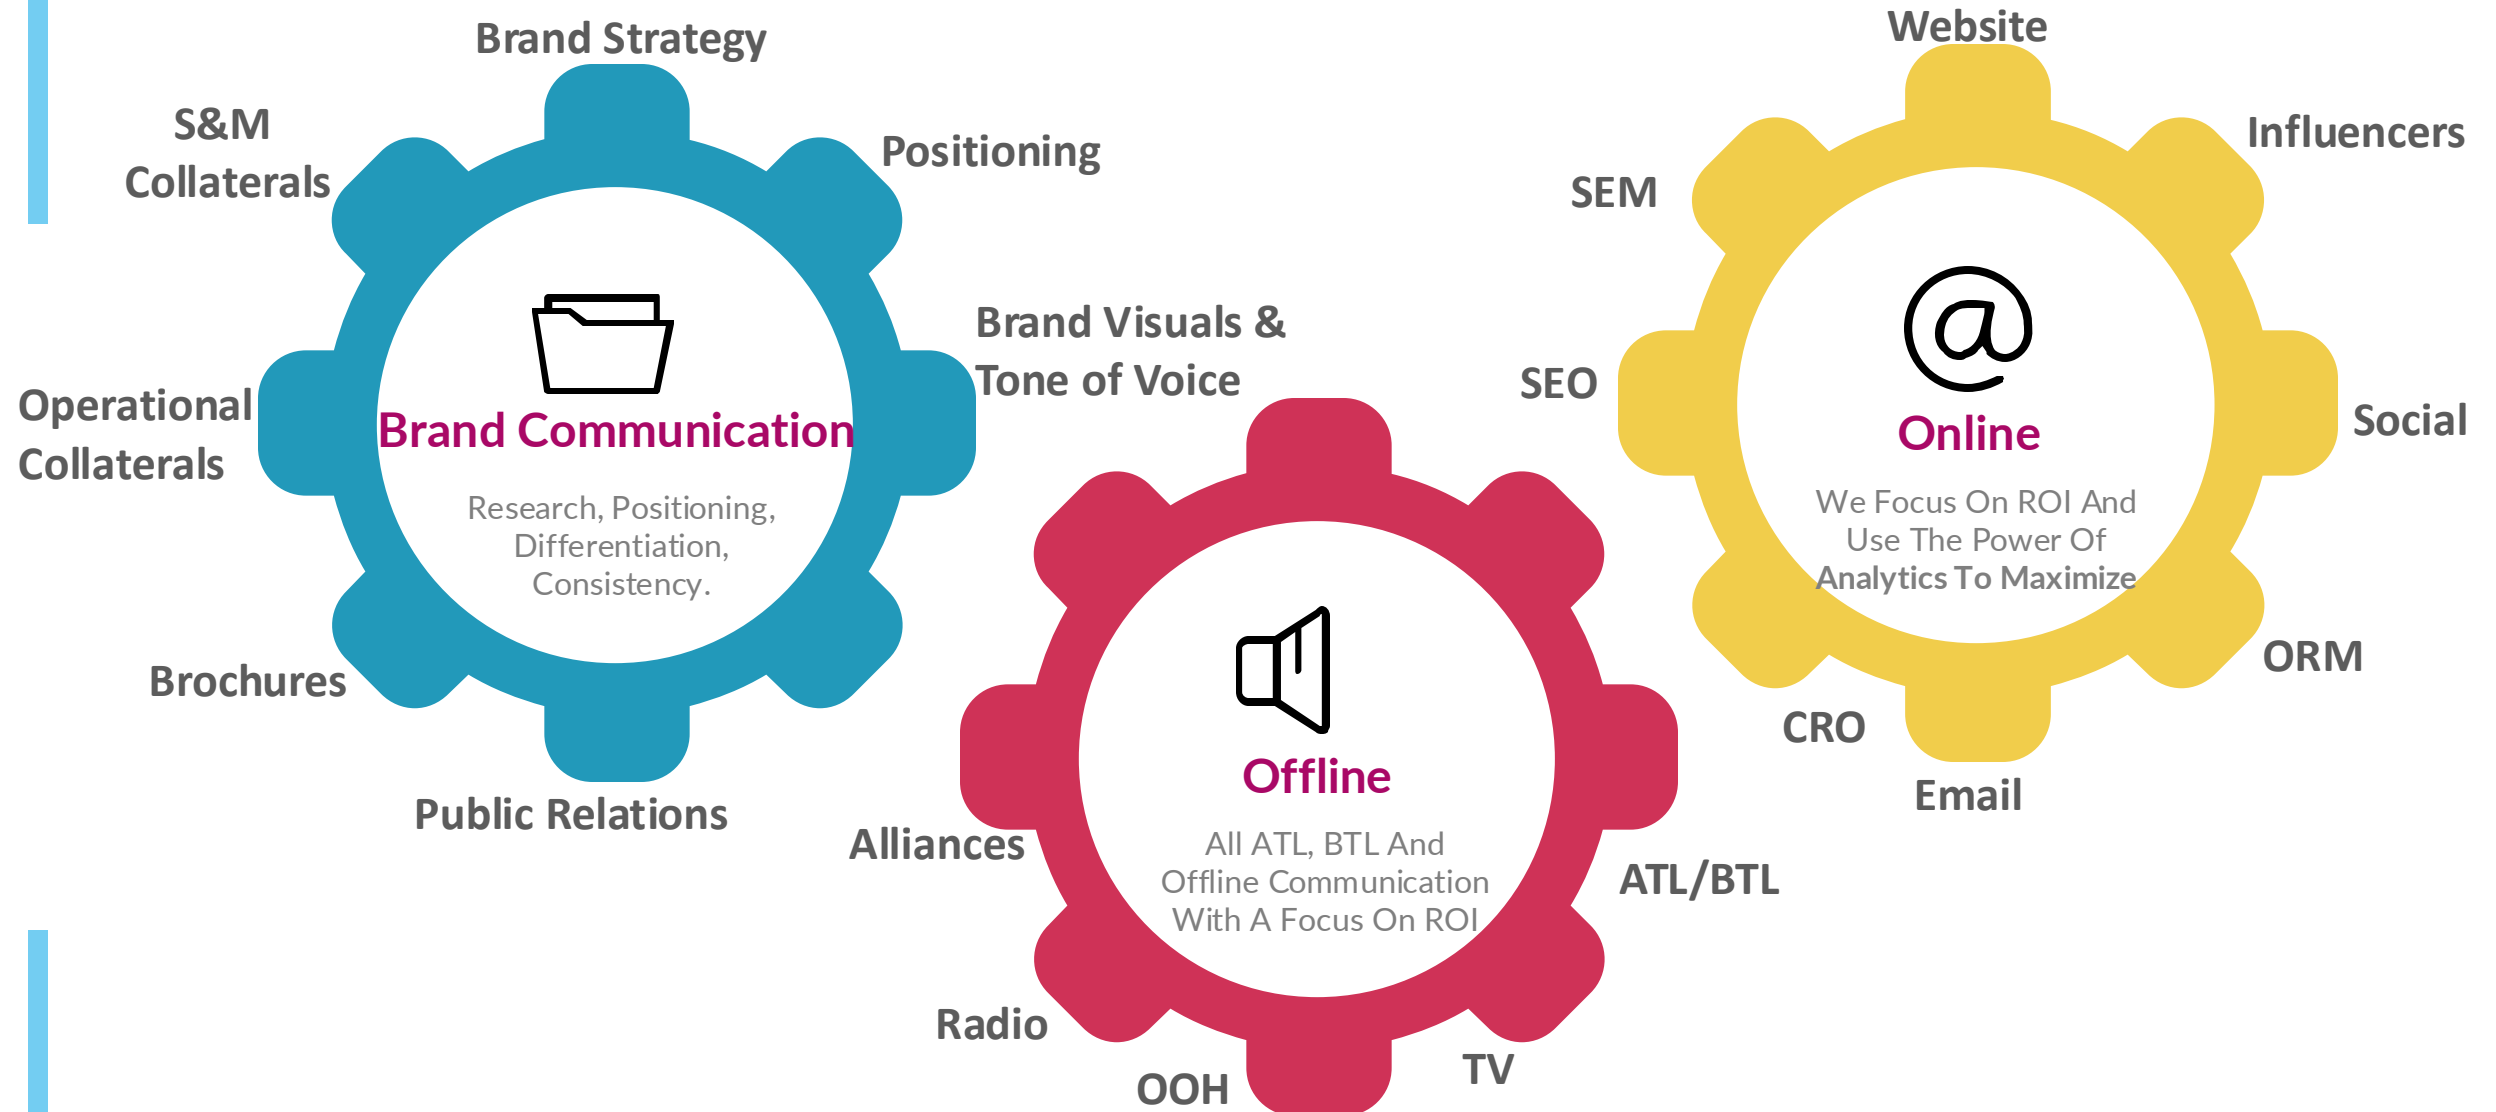 Brand Strategy
S&M
Collaterals
Positioning
Brand Visuals &
Tone of Voice
Operational
Collaterals
Brand Communication
Research, Positioning,
Differentiation,
Consistency.
Brochures
Public Relations
Offline
All ATL, BTL And
Offline Communication
With A Focus On ROI
Alliances
ATL/BTL
Radio
OOH
TV
Website
Influencers
SEM
SEO
Social
Online
We Focus On ROI And
Use The Power Of
Analytics To Maximize
ORM
CRO
Email